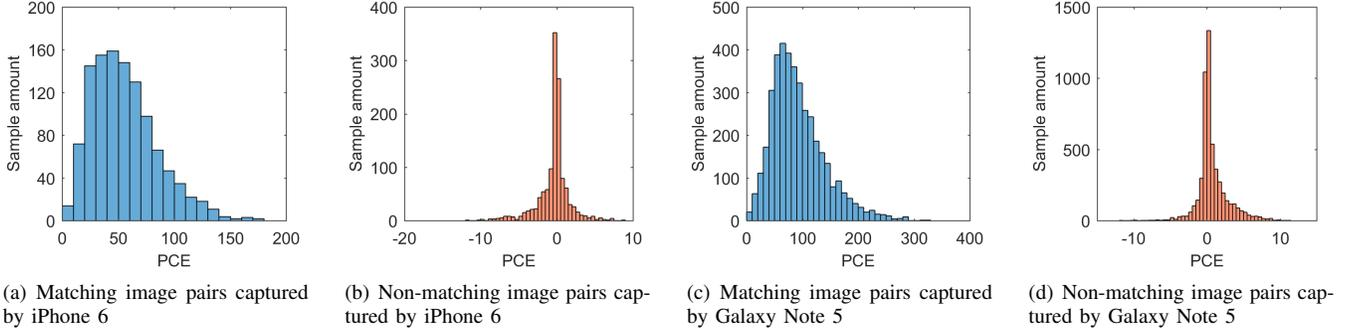 200
160
120
80
40
0
Sample amount
0 50 100 150 200
PCE
(a) Matching image pairs captured
by iPhone 6
400
300
200
100
0
Sample amount
-20 -10 0 10
PCE
(b) Non-matching image pairs cap-
tured by iPhone 6
500
400
300
200
100
0
Sample amount
0 100 200 300 400
PCE
(c) Matching image pairs captured
by Galaxy Note 5
1500
1000
500
0
Sample amount
-10 0 10
PCE
(d) Non-matching image pairs cap-
tured by Galaxy Note 5